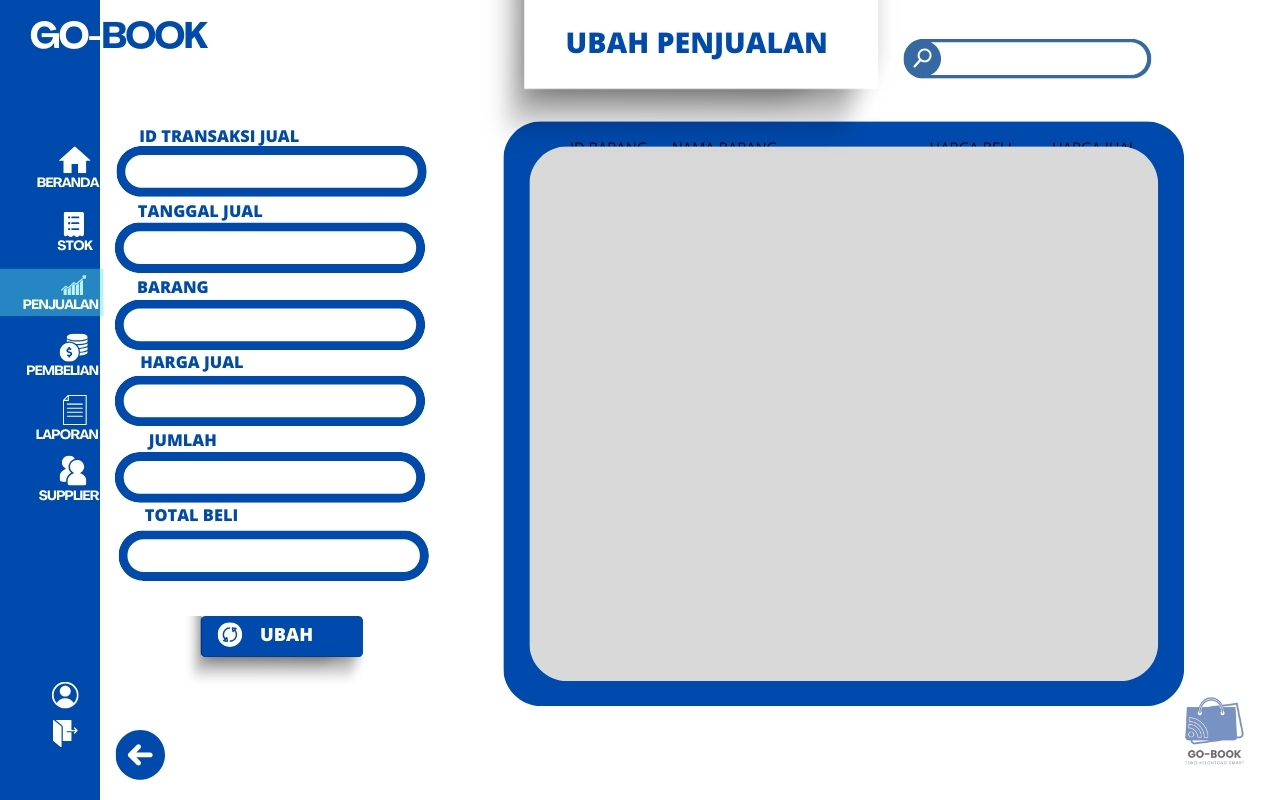 GO-BOOK
UBAH PENJUALAN
BERANDA
STOK
PENJUALAN
PEMBELIAN
LAPORAN
SUPPLIER
ID TRANSAKSI JUAL
TANGGAL JUAL
BARANG
HARGA JUAL
JUMLAH
TOTAL BELI
UBAH
ID BARANG NAMA BARANG HARGA BELI HARGA JUAL
GO-BOOK
TOKO KELONTONG SMART